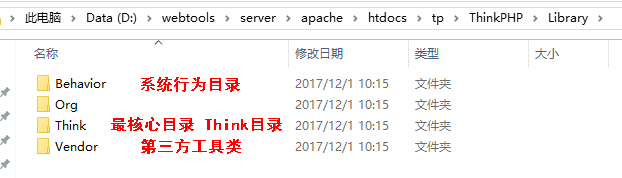 此电脑 > Data (D:) > webtools > server > apache > htdocs > tp > ThinkPHP > Library >
名称 修改日期 类型 大小
Behavior 系统行为目录 2017/12/1 10:15 文件夹
Org 2017/12/1 10:15 文件夹
Think 最核心目录 Think目录 2017/12/1 10:15 文件夹
Vendor 第三方工具类 2017/12/1 10:15 文件夹